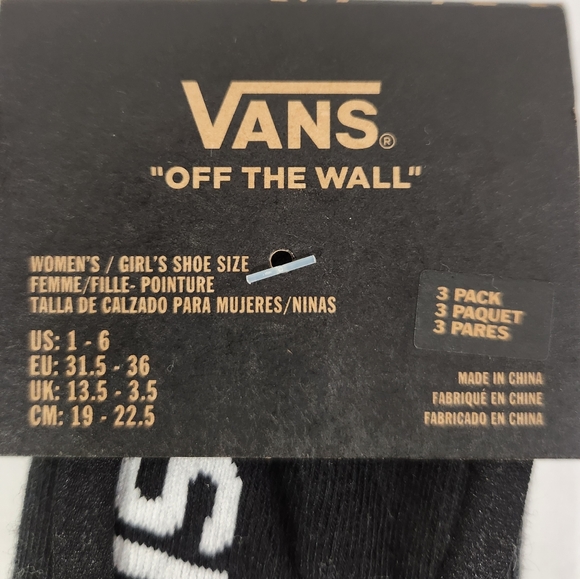 VANS®
"OFF THE WALL"
WOMEN'S / GIRL'S SHOE SIZE
FEMME/FILLE- POINTURE
TALLA DE CALZADO PARA MUJERES/NINAS
US: 1 - 6
EU: 31.5 - 36
UK: 13.5 - 3.5
CM: 19 - 22.5
3 PACK
3 PAQUET
3 PARES
MADE IN CHINA
FABRIQUÉ EN CHINE
FABRICADO EN CHINA